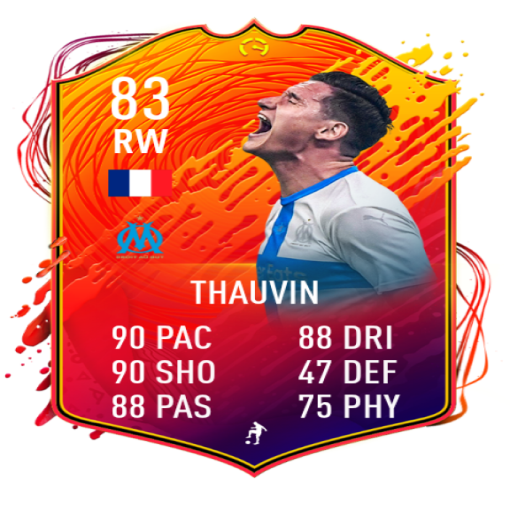 83
RW
THAUVIN
90 PAC
88 DRI
90 SHO
47 DEF
88 PAS
75 PHY